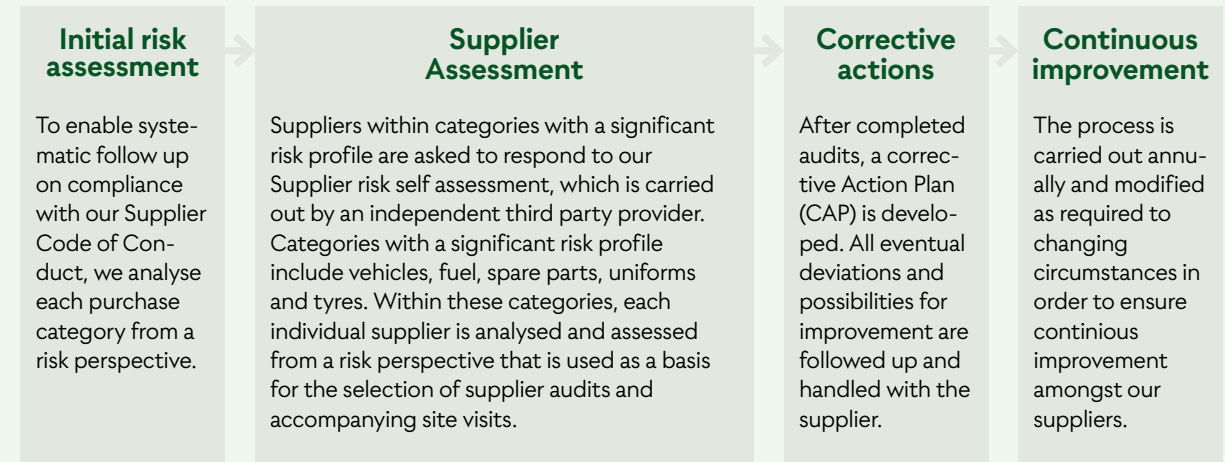 Initial risk
assessment
To enable syste-
matic follow up
on compliance
with our Supplier
Code of Con-
duct, we analyse
each purchase
category from a
risk perspective.
Supplier
Assessment
Suppliers within categories with a significant
risk profile are asked to respond to our
Supplier risk self assessment, which is carried
out by an independent third party provider.
Categories with a significant risk profile
include vehicles, fuel, spare parts, uniforms
and tyres. Within these categories, each
individual supplier is analysed and assessed
from a risk perspective that is used as a basis
for the selection of supplier audits and
accompanying site visits.
Corrective
actions
After completed
audits, a correc-
tive Action Plan
(CAP) is develo-
ped. All eventual
deviations and
possibilities for
improvement are
followed up and
handled with the
supplier.
Continuous
improvement
The process is
carried out annu-
ally and modified
as required to
changing
circumstances in
order to ensure
continious
improvement
amongst our
suppliers.